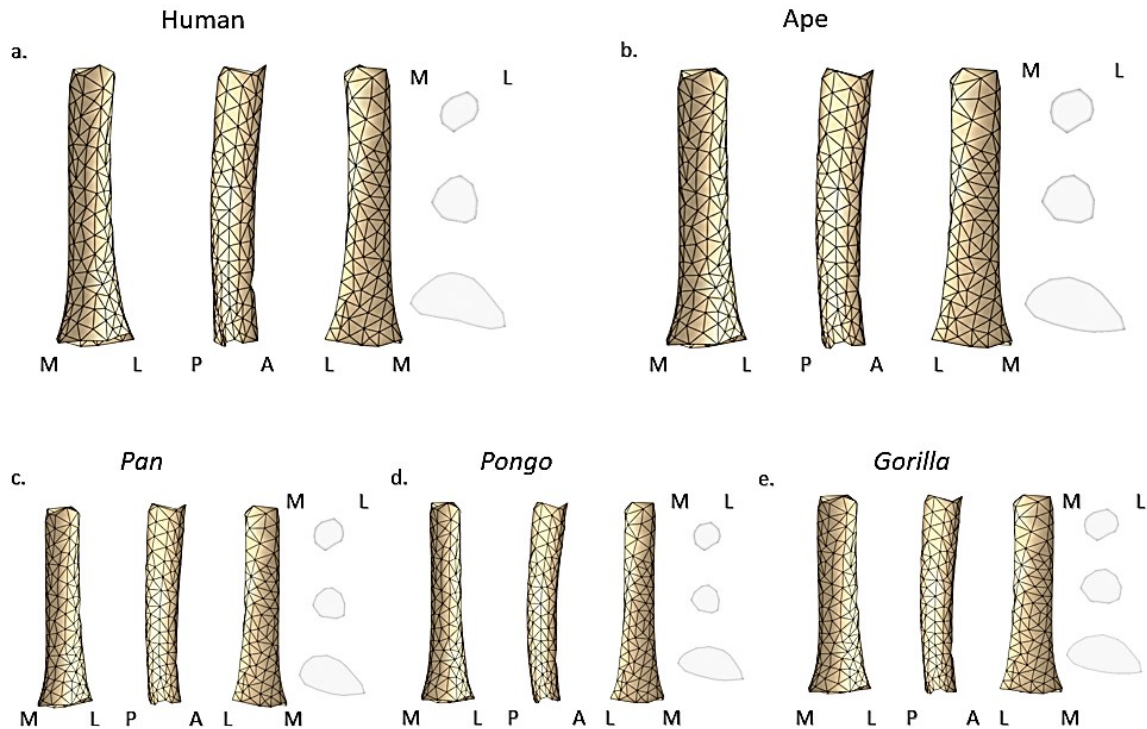 Human
Ape
a.
b.
M L
M L
M L P A L M
M L P A L M
Pan
Pongo
Gorilla
c.
d.
e.
M L
M L
M L
M L P A L M
M L P A L M
M L P A L M